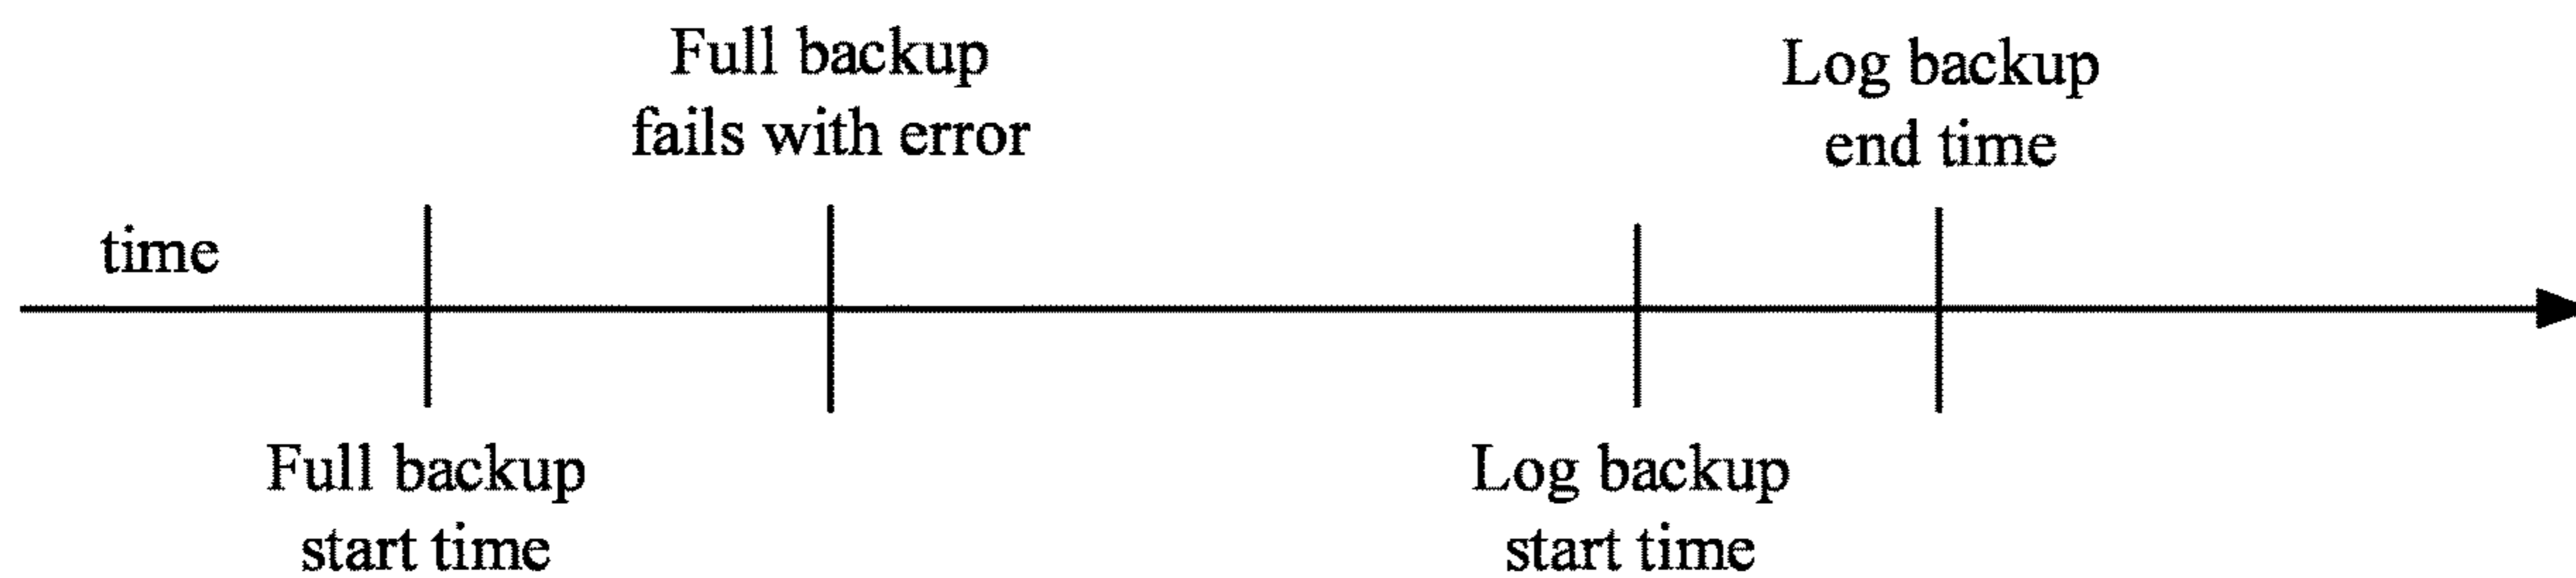 Full backup
fails with error
Log backup
end time
time
Full backup
start time
Log backup
start time